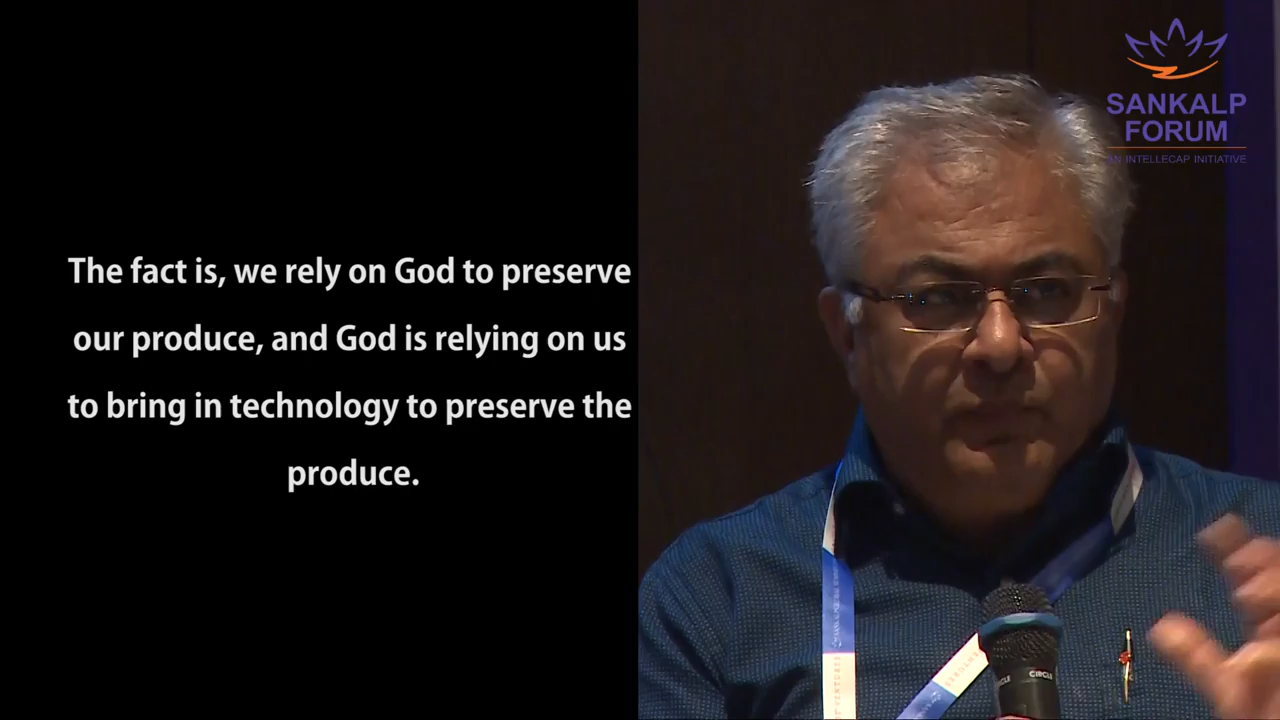 The fact is, we rely on God to preserve
our produce, and God is relying on us
to bring in technology to preserve the
produce.
SANKALP
FORUM
AN INTELLECAP INITIATIVE
CIRCLE